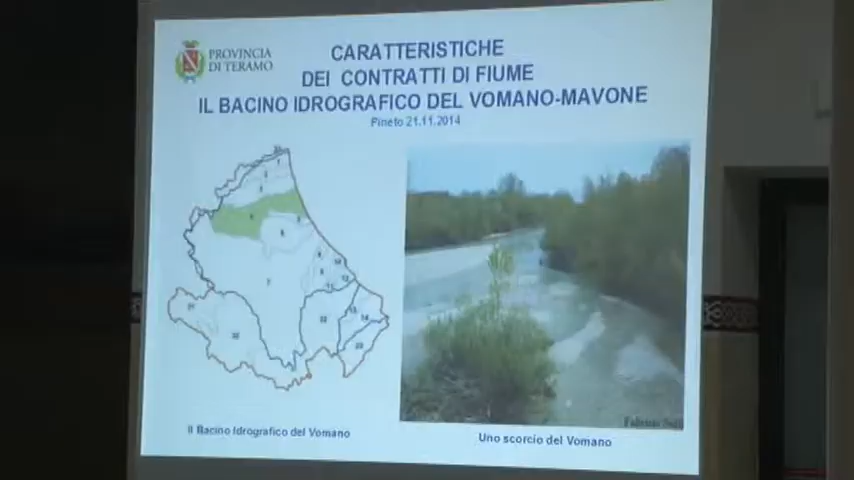 PROVINCIA
DI TERAMO
CARATTERISTICHE
DEI CONTRATTI DI FIUME
IL BACINO IDROGRAFICO DEL VOMANO-MAVONE
Pineto 21.11.2014
Il Bacino Idrografico del Vomano
Uno scorcio del Vomano